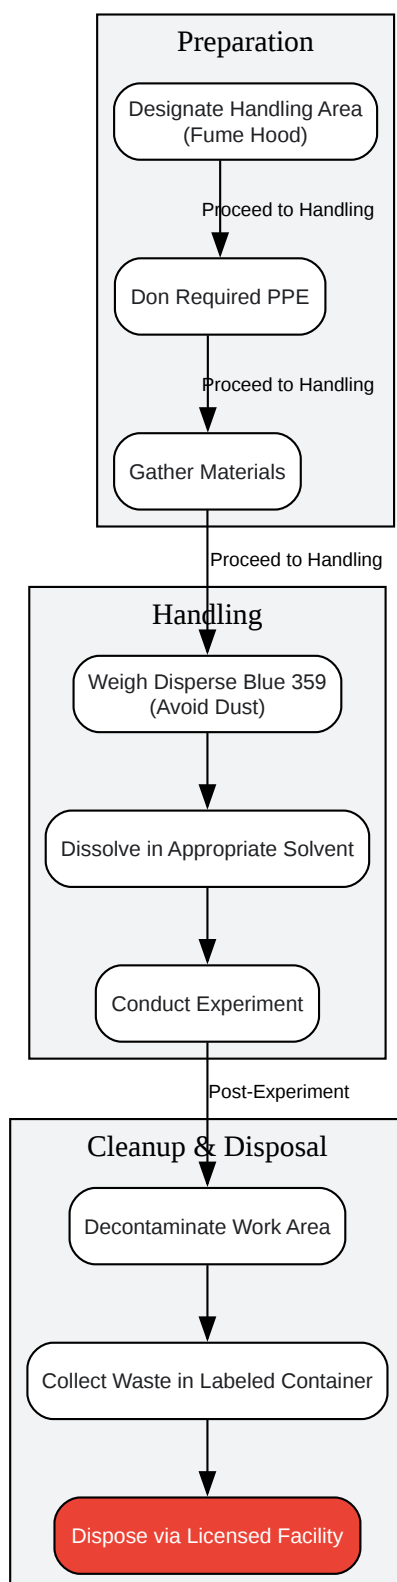 Preparation
Designate Handling Area
(Fume Hood)
Proceed to Handling
Don Required PPE
Proceed to Handling
Gather Materials
Proceed to Handling
Handling
Weigh Disperse Blue 359
(Avoid Dust)
Dissolve in Appropriate Solvent
Conduct Experiment
Post-Experiment
Cleanup & Disposal
Decontaminate Work Area
Collect Waste in Labeled Container
Dispose via Licensed Facility